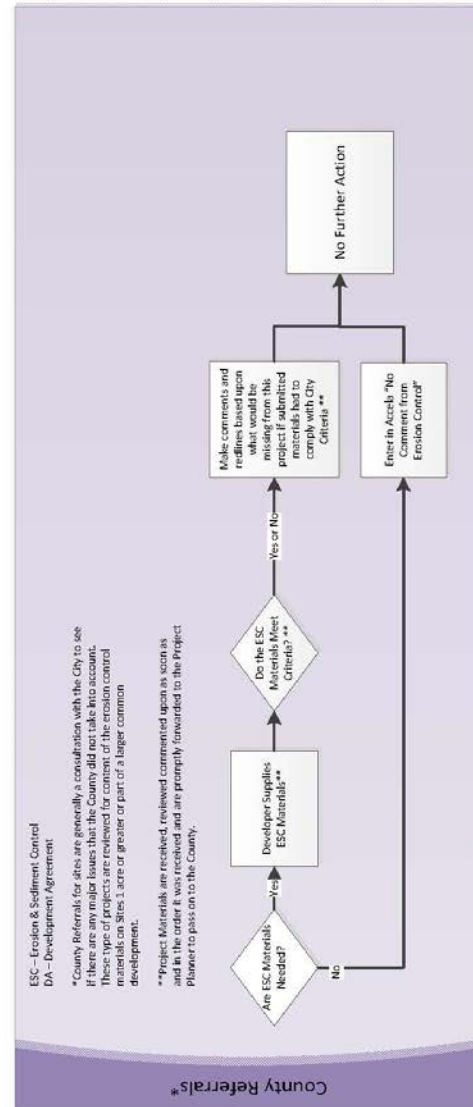 County Referrals*
ESC – Erosion & Sediment Control
DA – Development Agreement
*County Referrals for sites are generally a consultation with the City to see
if there are any major issues that the County did not take into account.
These type of projects are reviewed for content of the erosion control
materials on Sites 1 acre or greater or part of a larger common
development.
**Project Materials are received, reviewed commented upon as soon as
and in the order it was received and are promptly forwarded to the Project
Planner to pass on to the County.
Are ESC Materials
Needed?
Yes
No
Developer Supplies
ESC Materials**
Do the ESC
Materials Meet
Criteria? **
Yes or No
Make comments and
redlines based upon
what would be
missing from this
project if submitted
materials had to
comply with City
Criteria **
Enter in Accela "No
Comment from
Erosion Control"
No Further Action